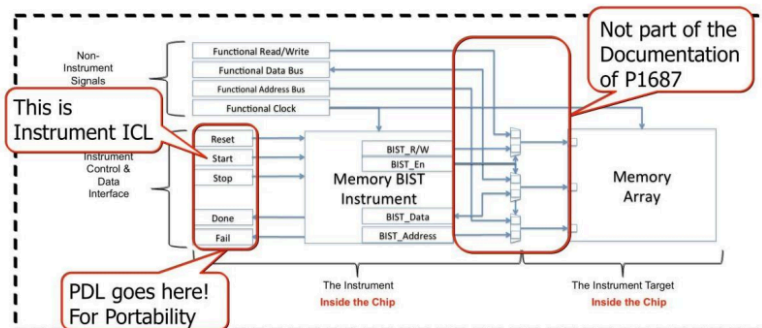 Non-
Instrument
Signals
Functional Read/Write
Functional Data Bus
Functional Address Bus
Functional Clock
Not part of the
Documentation
of P1687
This is
Instrument ICL
Instrument
Control &
Data
Interface
Reset
Start
Stop
Done
Fail
Memory BIST
Instrument
BIST_R/W
BIST_En
BIST_Data
BIST_Address
Memory
Array
PDL goes here!
For Portability
The Instrument
Inside the Chip
The Instrument Target
Inside the Chip